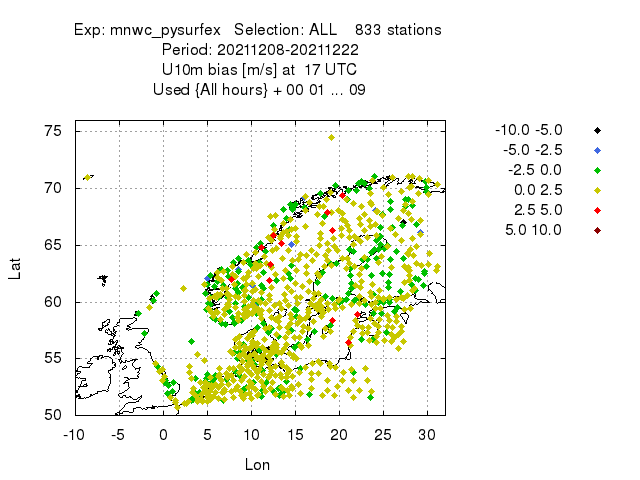 Exp: mnwc_pysurfex   Selection: ALL    833 stations
Period: 20211208-20211222
U10m bias [m/s] at  17 UTC
Used {All hours} + 00 01 ... 09
75
70
65
60
55
50
Lat
-10 -5 0 5 10 15 20 25 30
Lon
-10.0 -5.0
-5.0 -2.5
-2.5 0.0
0.0 2.5
2.5 5.0
5.0 10.0